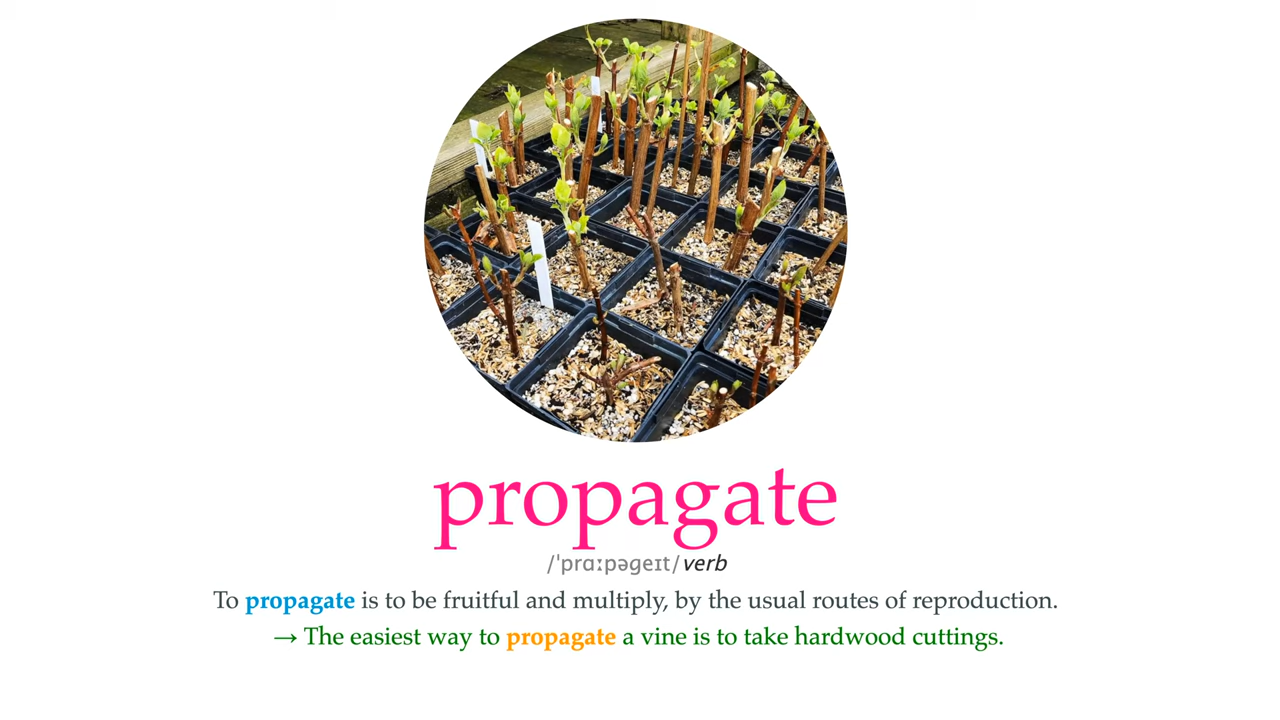 propagate
/ˈprɑːpəɡeɪt/verb
To propagate is to be fruitful and multiply, by the usual routes of reproduction.
→ The easiest way to propagate a vine is to take hardwood cuttings.